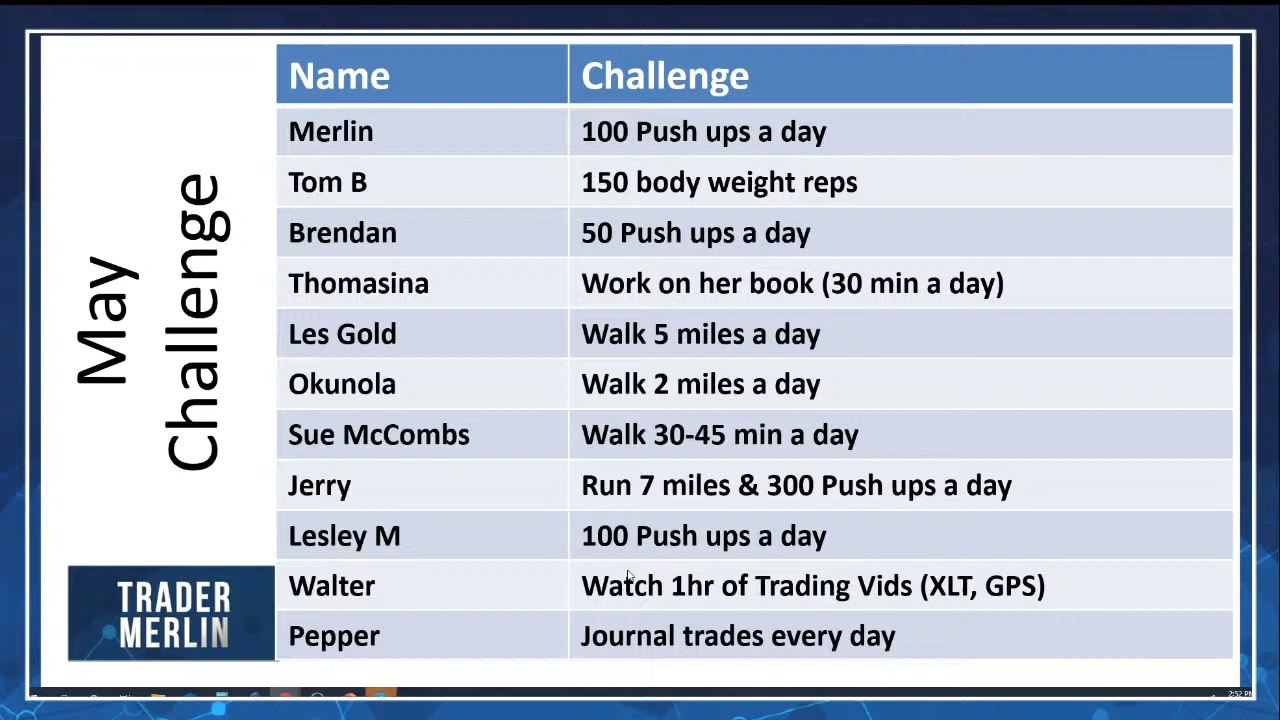 May
Challenge
Name Challenge
Merlin 100 Push ups a day
Tom B 150 body weight reps
Brendan 50 Push ups a day
Thomasina Work on her book (30 min a day)
Les Gold Walk 5 miles a day
Okunola Walk 2 miles a day
Sue McCombs Walk 30-45 min a day
Jerry Run 7 miles & 300 Push ups a day
Lesley M 100 Push ups a day
Walter Watch 1hr of Trading Vids (XLT, GPS)
Pepper Journal trades every day
TRADER
MERLIN
2:52 PM